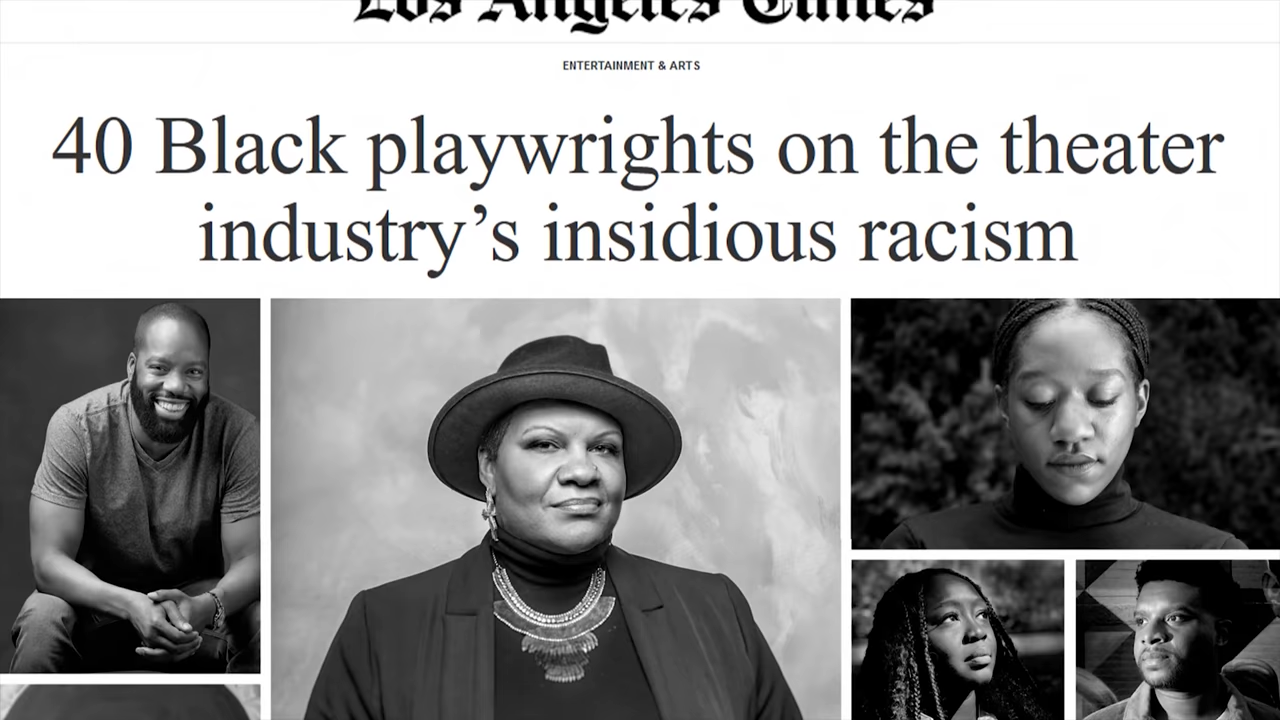 Los Angeles Times
ENTERTAINMENT & ARTS
40 Black playwrights on the theater
industry’s insidious racism